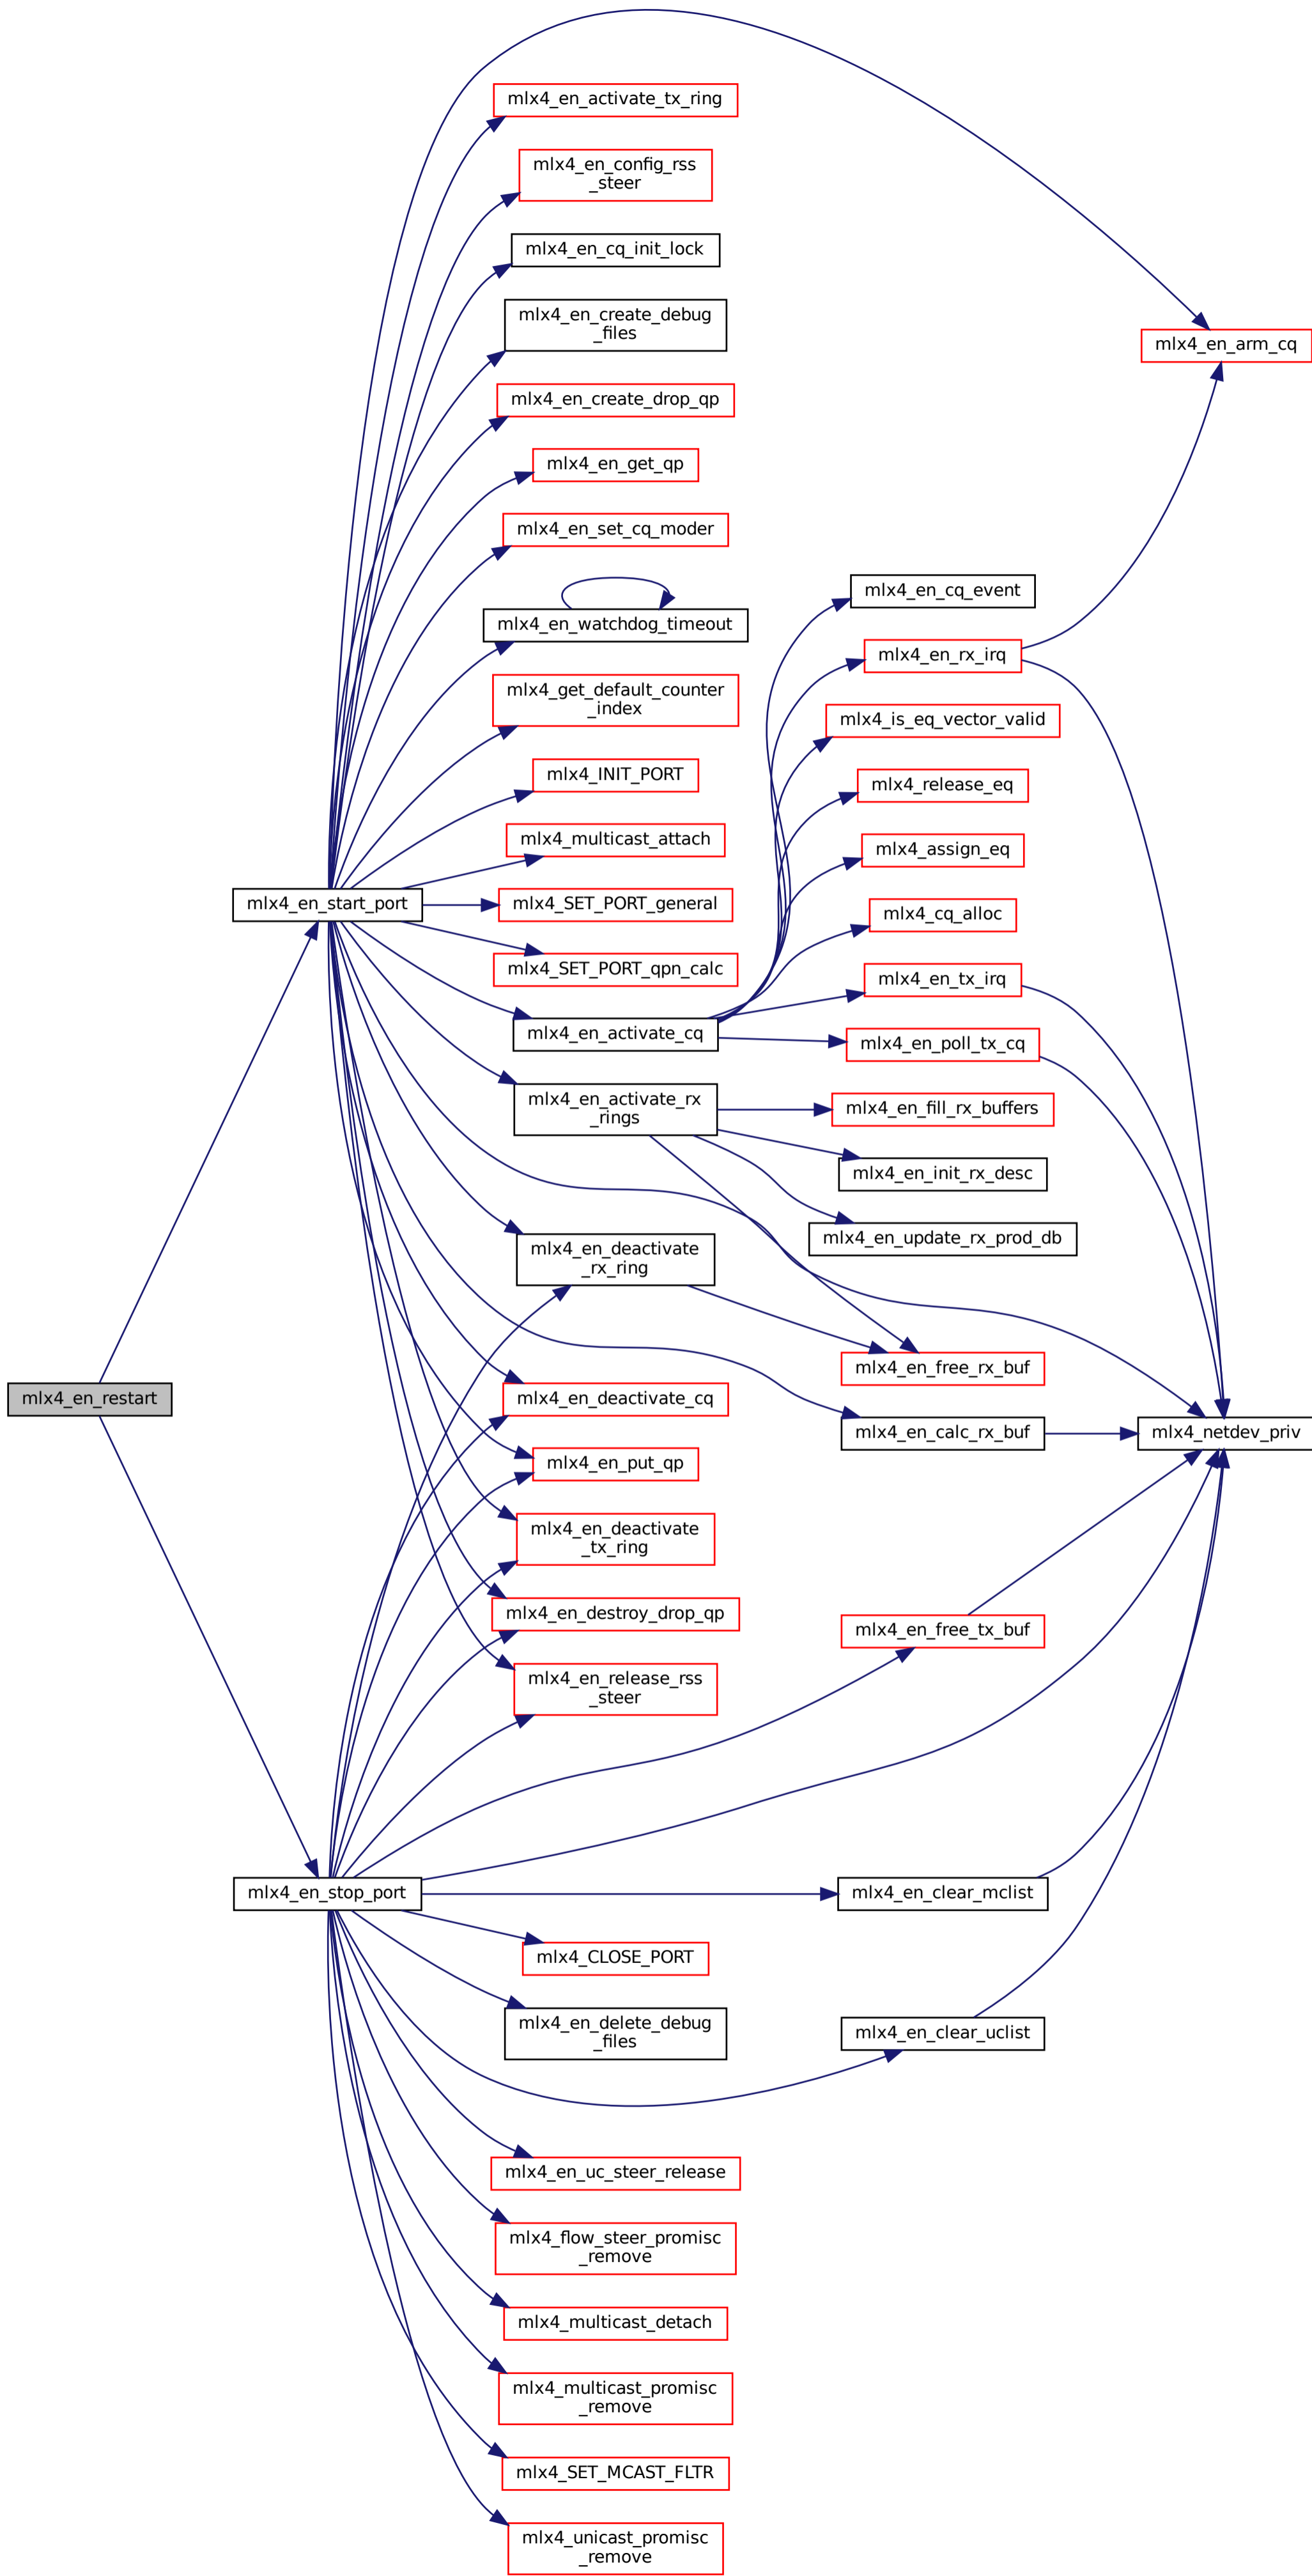 mlx4_en_activate_tx_ring
mlx4_en_config_rss
_steer
mlx4_en_cq_init_lock
mlx4_en_create_debug
_files
mlx4_en_arm_cq
mlx4_en_create_drop_qp
mlx4_en_get_qp
mlx4_en_set_cq_moder
mlx4_en_cq_event
mlx4_en_watchdog_timeout
mlx4_en_rx_irq
mlx4_get_default_counter
_index
mlx4_is_eq_vector_valid
mlx4_INIT_PORT
mlx4_release_eq
mlx4_multicast_attach
mlx4_assign_eq
mlx4_en_start_port
mlx4_SET_PORT_general
mlx4_cq_alloc
mlx4_SET_PORT_qpn_calc
mlx4_en_tx_irq
mlx4_en_activate_cq
mlx4_en_poll_tx_cq
mlx4_en_activate_rx
_rings
mlx4_en_fill_rx_buffers
mlx4_en_init_rx_desc
mlx4_en_update_rx_prod_db
mlx4_en_deactivate
_rx_ring
mlx4_en_free_rx_buf
mlx4_en_restart
mlx4_en_deactivate_cq
mlx4_en_calc_rx_buf
mlx4_netdev_priv
mlx4_en_put_qp
mlx4_en_deactivate
_tx_ring
mlx4_en_destroy_drop_qp
mlx4_en_free_tx_buf
mlx4_en_release_rss
_steer
mlx4_en_stop_port
mlx4_en_clear_mclist
mlx4_CLOSE_PORT
mlx4_en_delete_debug
_files
mlx4_en_clear_uclist
mlx4_en_uc_steer_release
mlx4_flow_steer_promisc
_remove
mlx4_multicast_detach
mlx4_multicast_promisc
_remove
mlx4_SET_MCAST_FLTR
mlx4_unicast_promisc
_remove